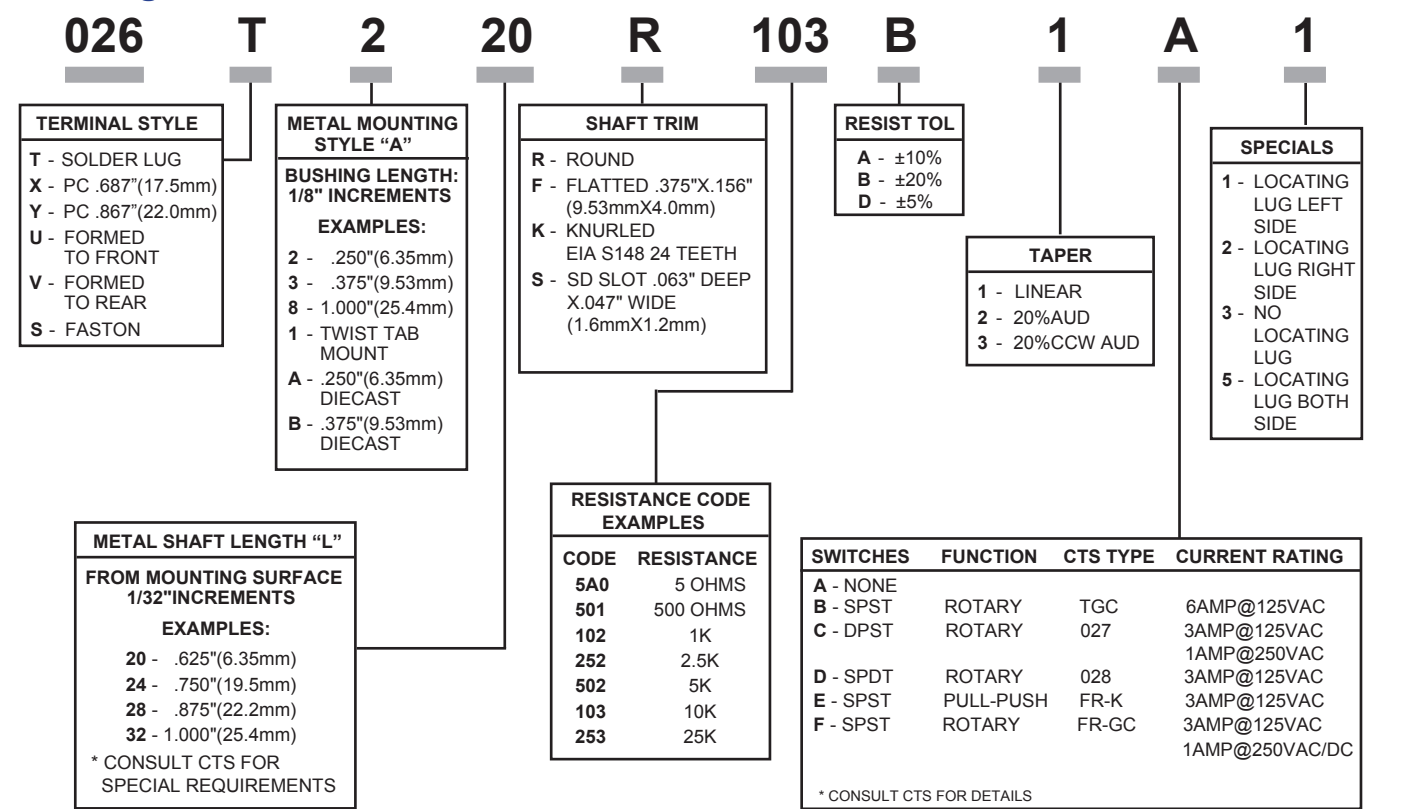 026 T 2 20 R 103 B 1 A 1
TERMINAL STYLE
T - SOLDER LUG
X - PC .687”(17.5mm)
Y - PC .867”(22.0mm)
U - FORMED
TO FRONT
V - FORMED
TO REAR
S - FASTON
METAL MOUNTING
STYLE “A”
BUSHING LENGTH:
1/8" INCREMENTS
EXAMPLES:
2 - .250"(6.35mm)
3 - .375"(9.53mm)
8 - 1.000"(25.4mm)
1 - TWIST TAB
MOUNT
A - .250"(6.35mm)
DIECAST
B - .375"(9.53mm)
DIECAST
SHAFT TRIM
R - ROUND
F - FLATTED .375"X.156"
(9.53mmX4.0mm)
K - KNURLED
EIA S148 24 TEETH
S - SD SLOT .063" DEEP
X.047" WIDE
(1.6mmX1.2mm)
RESIST TOL
A - ±10%
B - ±20%
D - ±5%
TAPER
1 - LINEAR
2 - 20%AUD
3 - 20%CCW AUD
SPECIALS
1 - LOCATING
LUG LEFT
SIDE
2 - LOCATING
LUG RIGHT
SIDE
3 - NO
LOCATING
LUG
5 - LOCATING
LUG BOTH
SIDE
METAL SHAFT LENGTH “L”
FROM MOUNTING SURFACE
1/32"INCREMENTS
EXAMPLES:
20 - .625"(6.35mm)
24 - .750"(19.5mm)
28 - .875"(22.2mm)
32 - 1.000"(25.4mm)
* CONSULT CTS FOR
SPECIAL REQUIREMENTS
RESISTANCE CODE
EXAMPLES
CODE RESISTANCE
5A0 5 OHMS
501 500 OHMS
102 1K
252 2.5K
502 5K
103 10K
253 25K
SWITCHES FUNCTION CTS TYPE CURRENT RATING
A - NONE
B - SPST ROTARY TGC 6AMP@125VAC
C - DPST ROTARY 027 3AMP@125VAC
1AMP@250VAC
D - SPDT ROTARY 028 3AMP@125VAC
E - SPST PULL-PUSH FR-K 3AMP@125VAC
F - SPST ROTARY FR-GC 3AMP@125VAC
1AMP@250VAC/DC
* CONSULT CTS FOR DETAILS